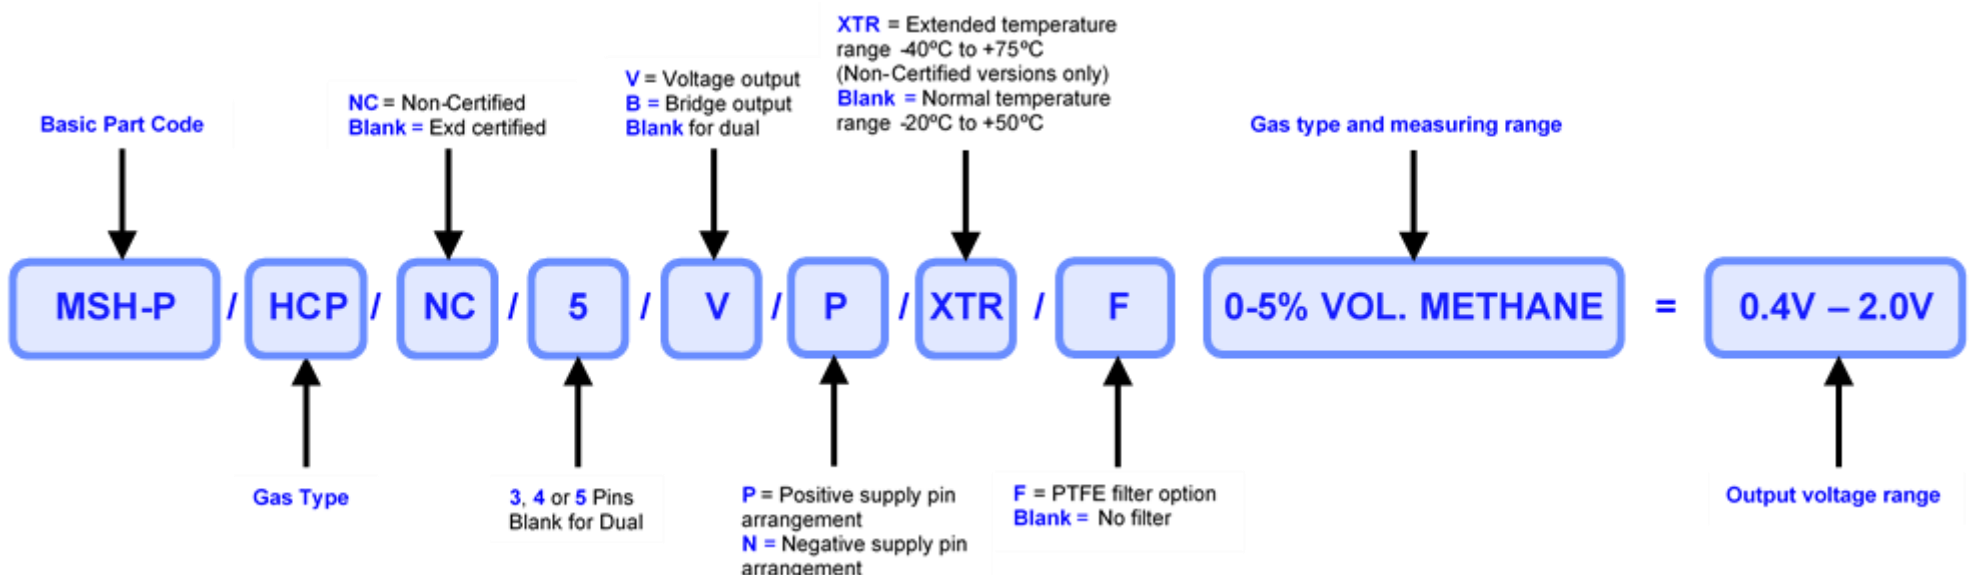 XTR = Extended temperature
range -40ºC to +75ºC
(Non-Certified versions only)
Blank = Normal temperature
range -20ºC to +50ºC
V = Voltage output
B = Bridge output
Blank for dual
NC = Non-Certified
Blank = Exd certified
Basic Part Code
Gas type and measuring range
MSH-P / HCP / NC / 5 / V / P / XTR / F 0-5% VOL. METHANE = 0.4V – 2.0V
Gas Type
3, 4 or 5 Pins
Blank for Dual
P = Positive supply pin
arrangement
N = Negative supply pin
arrangement
F = PTFE filter option
Blank = No filter
Output voltage range